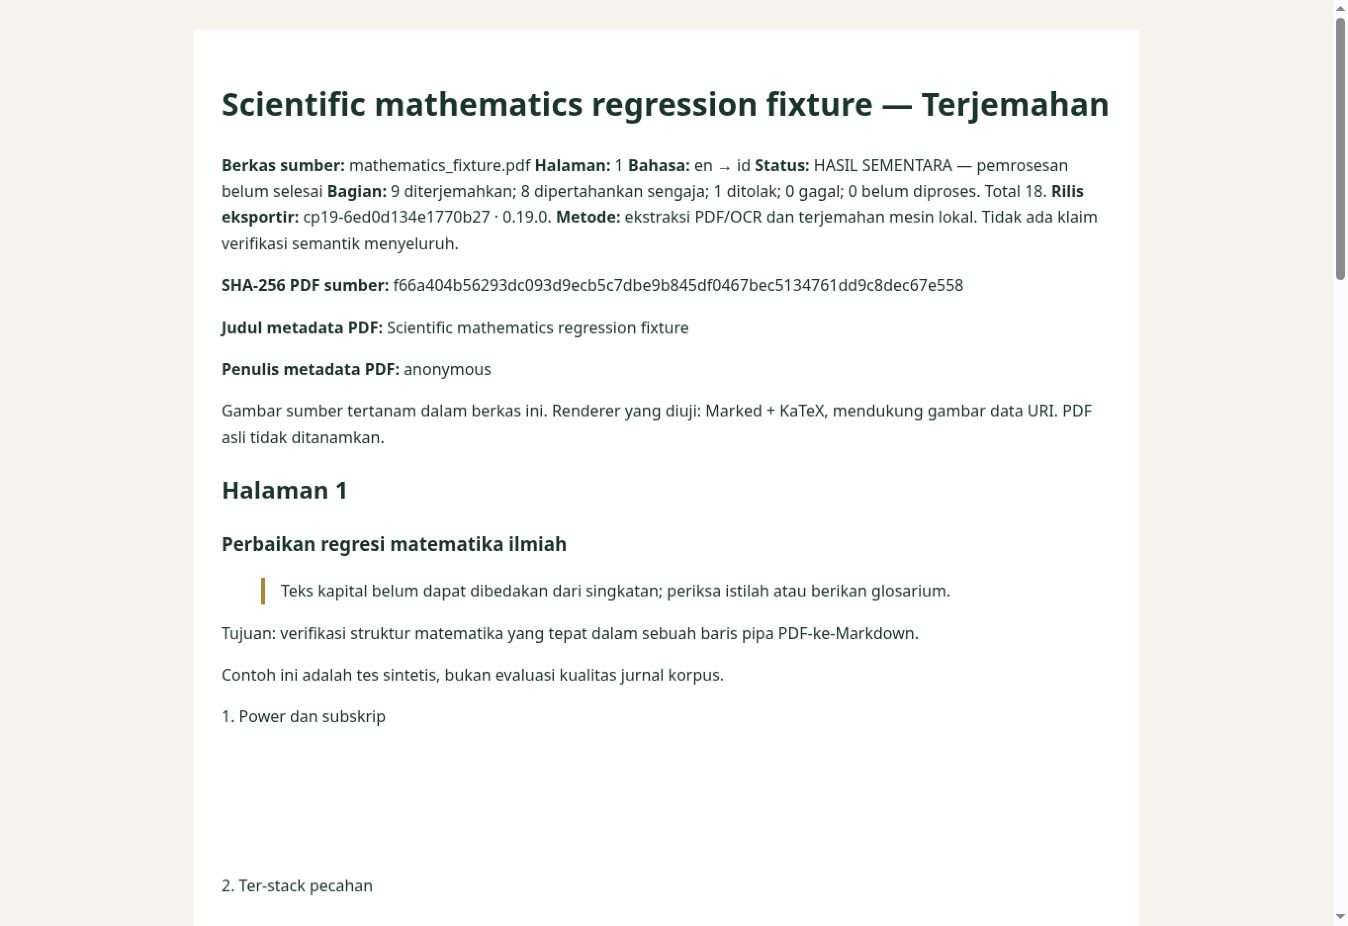 Scientific mathematics regression fixture — Terjemahan
Berkas sumber: mathematics_fixture.pdf Halaman: 1 Bahasa: en → id Status: HASIL SEMENTARA — pemrosesan
belum selesai Bagian: 9 diterjemahkan; 8 dipertahankan sengaja; 1 ditolak; 0 gagal; 0 belum diproses. Total 18. Rilis
eksportir: cp19-6ed0d134e1770b27 · 0.19.0. Metode: ekstraksi PDF/OCR dan terjemahan mesin lokal. Tidak ada klaim
verifikasi semantik menyeluruh.
SHA-256 PDF sumber: f66a404b56293dc093d9ecb5c7dbe9b845df0467bec5134761dd9c8dec67e558
Judul metadata PDF: Scientific mathematics regression fixture
Penulis metadata PDF: anonymous
Gambar sumber tertanam dalam berkas ini. Renderer yang diuji: Marked + KaTeX, mendukung gambar data URI. PDF
asli tidak ditanamkan.
Halaman 1
Perbaikan regresi matematika ilmiah
Teks kapital belum dapat dibedakan dari singkatan; periksa istilah atau berikan glosarium.
Tujuan: verifikasi struktur matematika yang tepat dalam sebuah baris pipa PDF-ke-Markdown.
Contoh ini adalah tes sintetis, bukan evaluasi kualitas jurnal korpus.
1. Power dan subskrip
2. Ter-stack pecahan